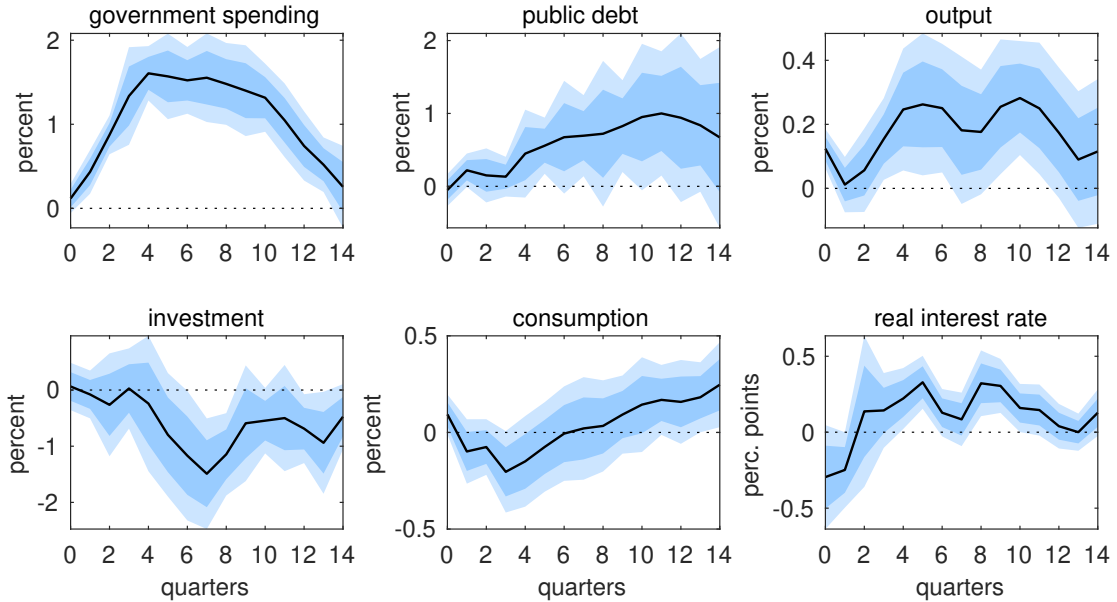 government spending
percent
2
1
0
0 2 4 6 8 10 12 14
public debt
percent
2
1
0
0 2 4 6 8 10 12 14
output
percent
0.4
0.2
0
0 2 4 6 8 10 12 14
investment
percent
0
-1
-2
0 2 4 6 8 10 12 14
quarters
consumption
percent
0.5
0
-0.5
0 2 4 6 8 10 12 14
quarters
real interest rate
perc. points
0.5
0
-0.5
0 2 4 6 8 10 12 14
quarters